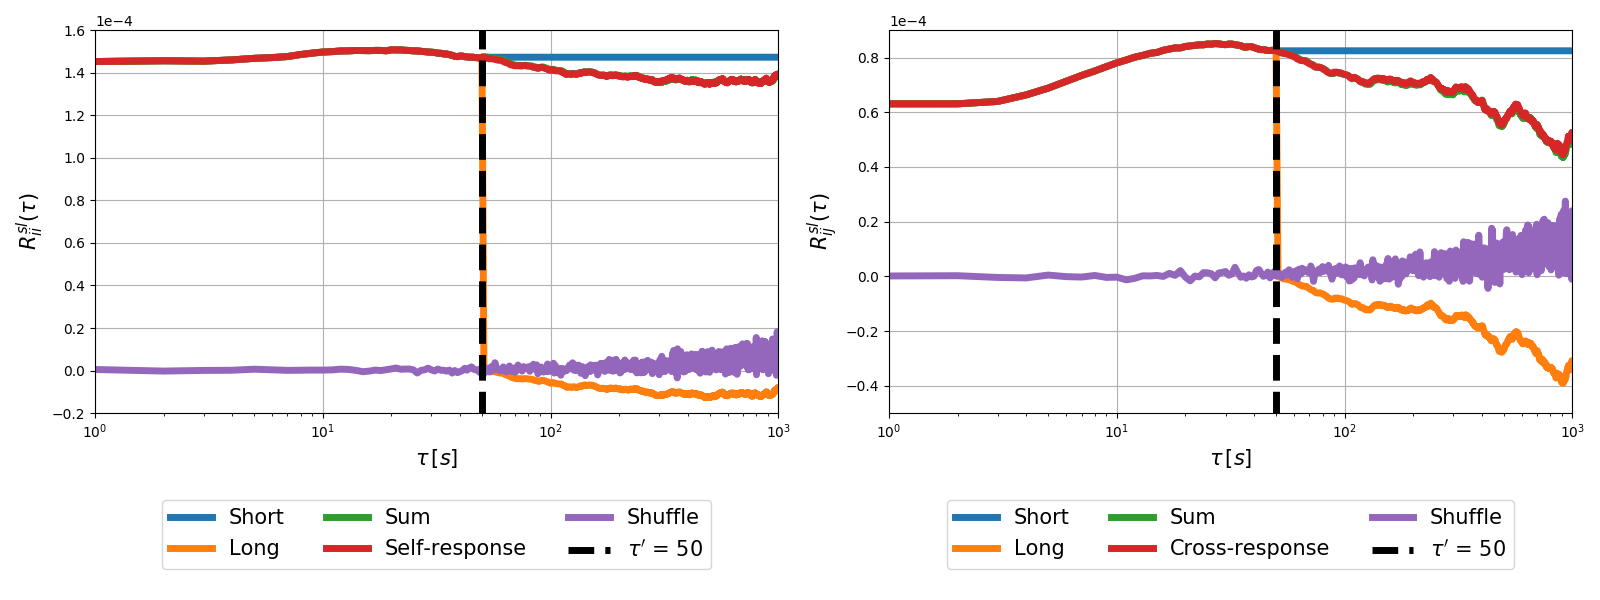 1e−4
R_ii^sl(τ)
1.6
1.4
1.2
1.0
0.8
0.6
0.4
0.2
0.0
−0.2
10^0
10^1
10^2
10^3
τ [s]
Short
Sum
Shuffle
Long
Self-response
τ′ = 50
1e−4
R_ij^sl(τ)
0.8
0.6
0.4
0.2
0.0
−0.2
−0.4
10^0
10^1
10^2
10^3
τ [s]
Short
Sum
Shuffle
Long
Cross-response
τ′ = 50